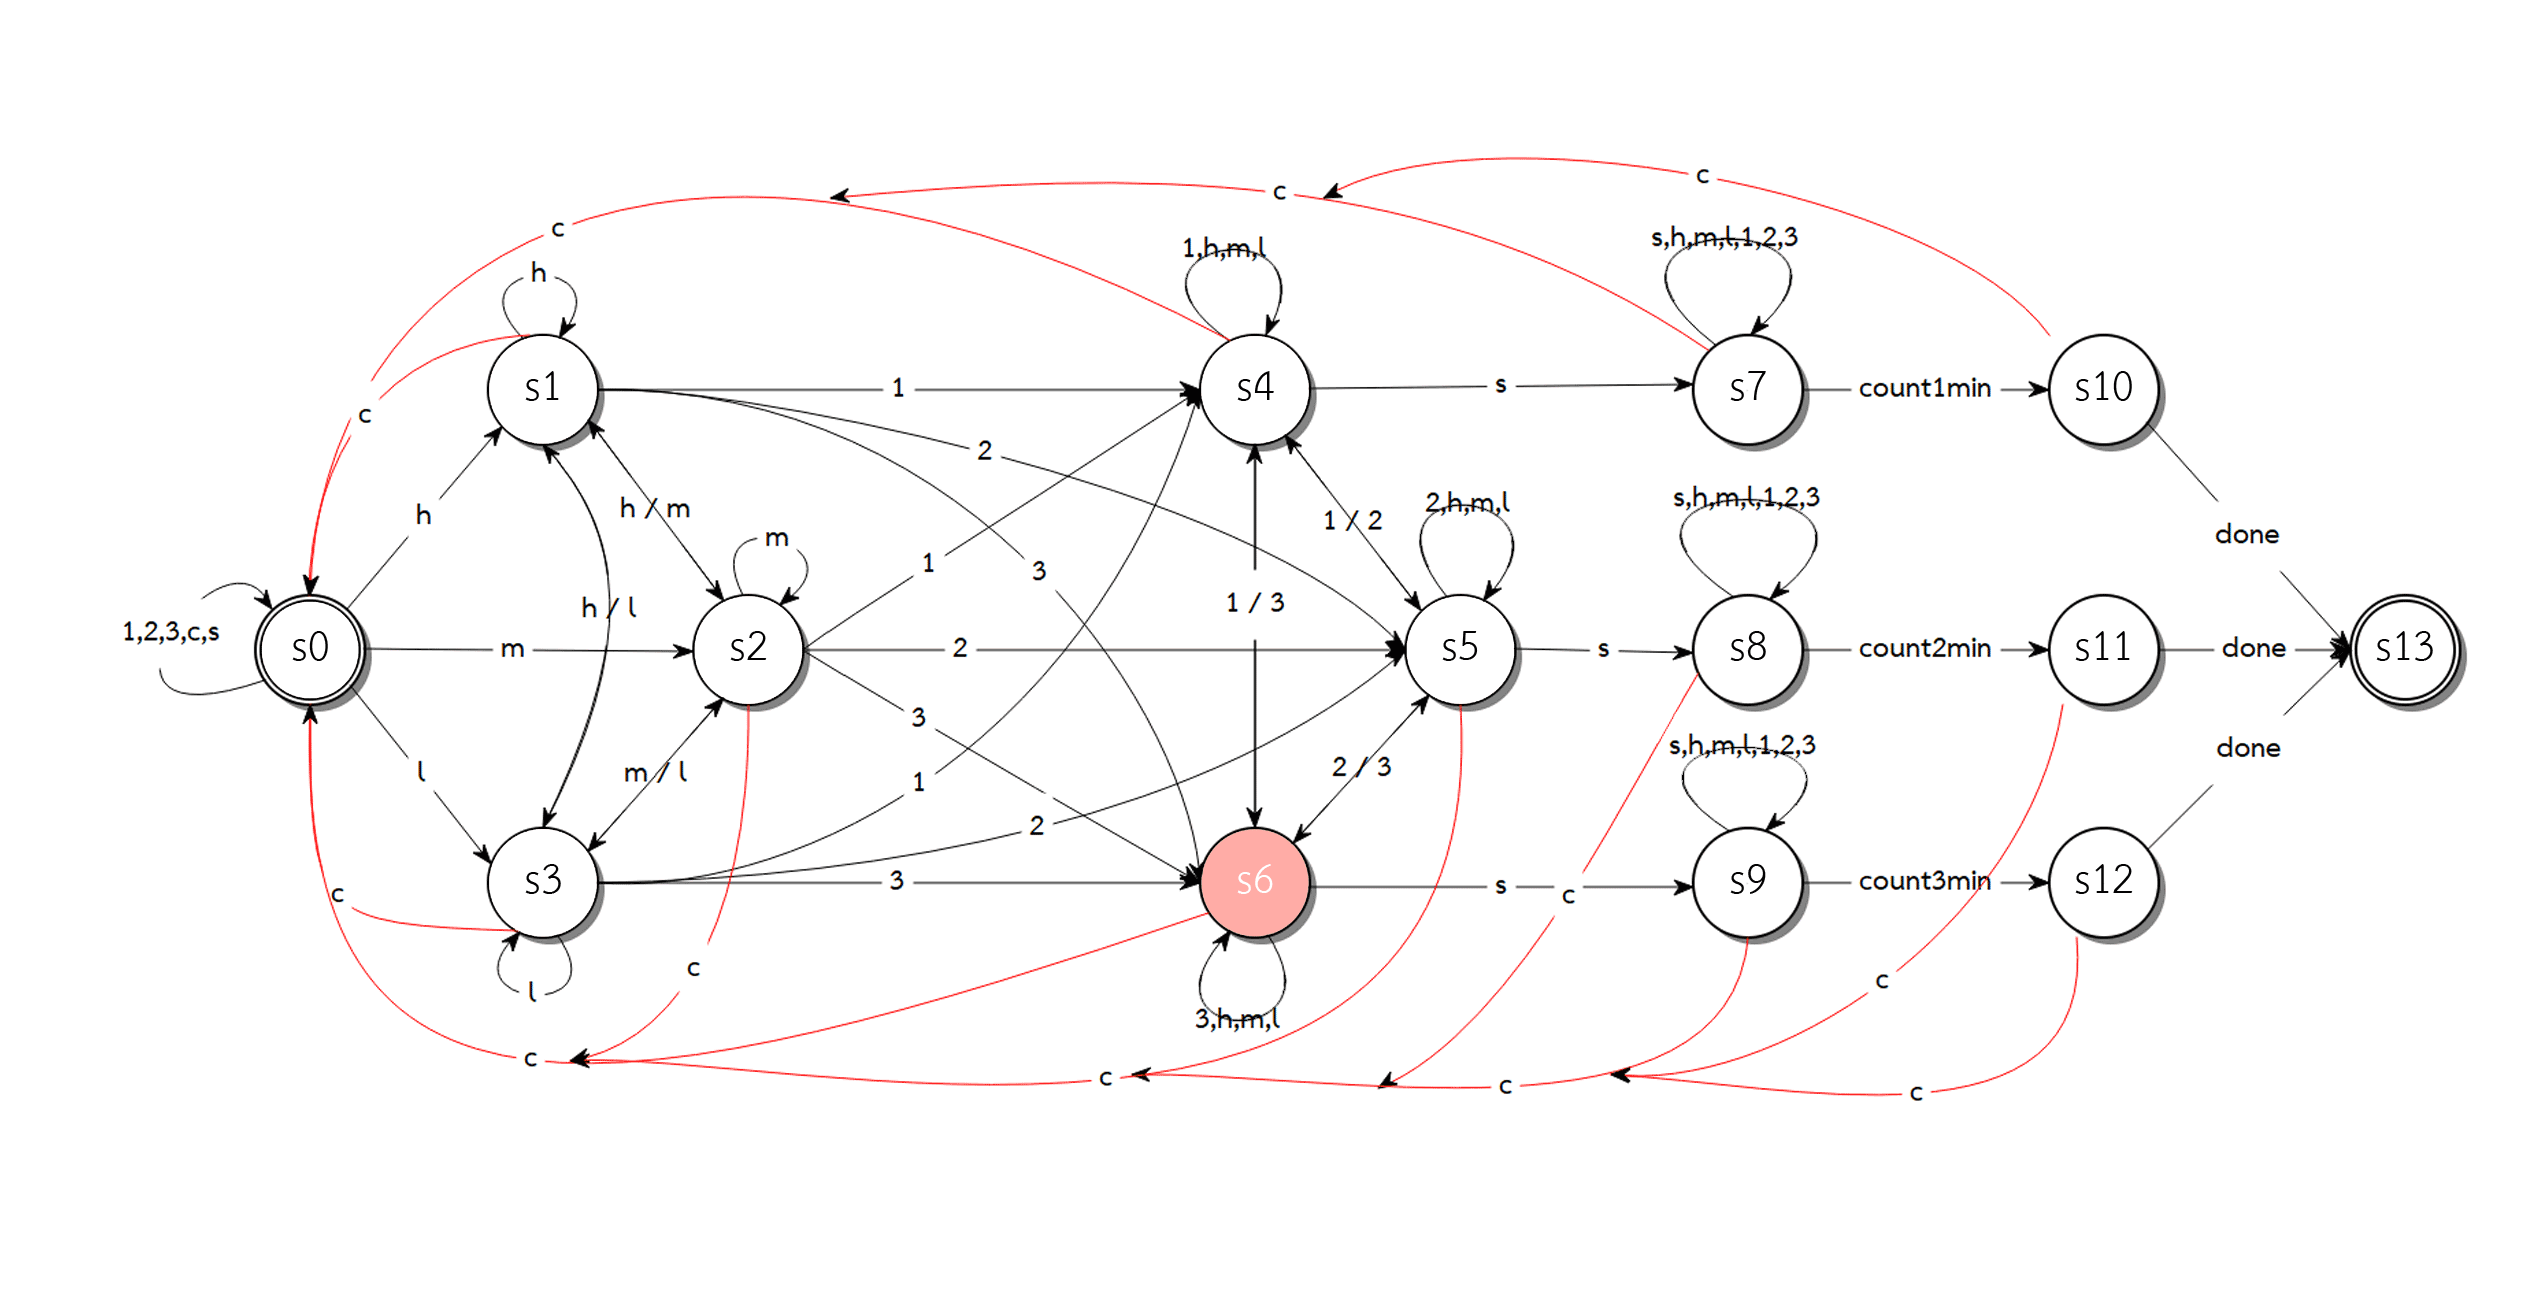 c
c
c
s,h,m,l,1,2,3
1,h,m,l
h
s1
1
s4
s
s7
count1min
s10
c
2
h
h / m
1 / 2
2,h,m,l
s,h,m,l,1,2,3
m
1
3
done
h / l
1 / 3
1,2,3,c,s
s0
m
s2
2
s5
s
s8
count2min
s11
done
s13
3
l
m / l
1
2 / 3
s,h,m,l,1,2,3
done
2
s3
3
s6
s
c
s9
count3min
s12
c
c
c
l
3,h,m,l
c
c
c
c